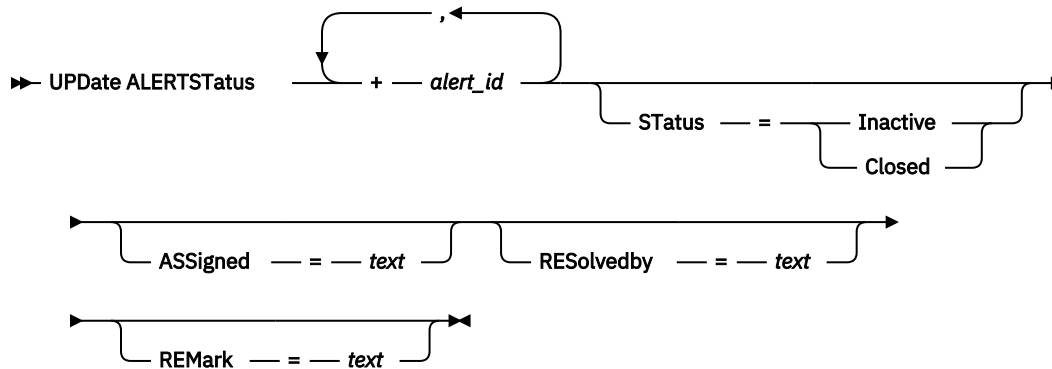 ,
UPDate ALERTSTatus + alert_id
STatus = Inactive
Closed
ASSigned = text RESolvedby = text
REMark = text